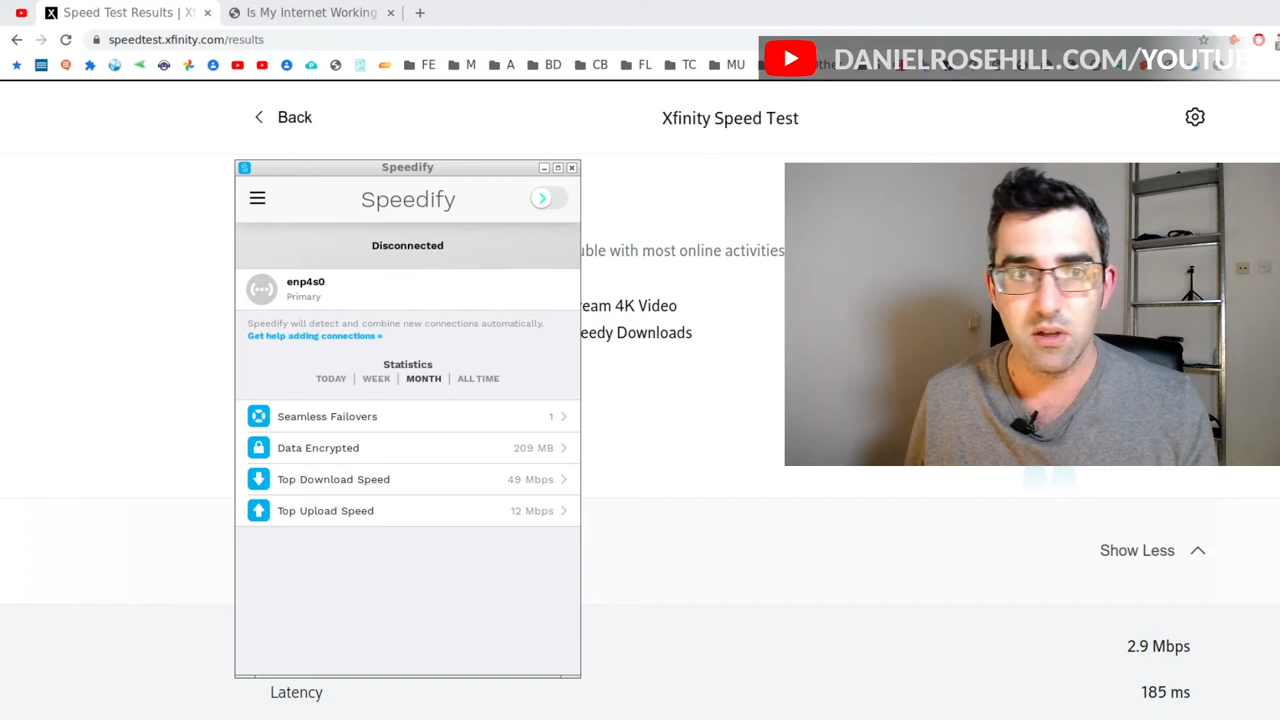 Speed Test Results | X
Is My Internet Working
speedtest.xfinity.com/results
FE
M
A
BD
CB
FL
TC
MU
DANIELROSEHILL.COM/YOUTUBE
Back
Xfinity Speed Test
Speedify
Speedify
Disconnected
enp4s0
Primary
Speedify will detect and combine new connections automatically.
Get help adding connections »
Statistics
TODAY | WEEK | MONTH | ALL TIME
Seamless Failovers 1
Data Encrypted 209 MB
Top Download Speed 49 Mbps
Top Upload Speed 12 Mbps
uble with most online activities
eam 4K Video
eedy Downloads
Show Less
2.9 Mbps
Latency 185 ms